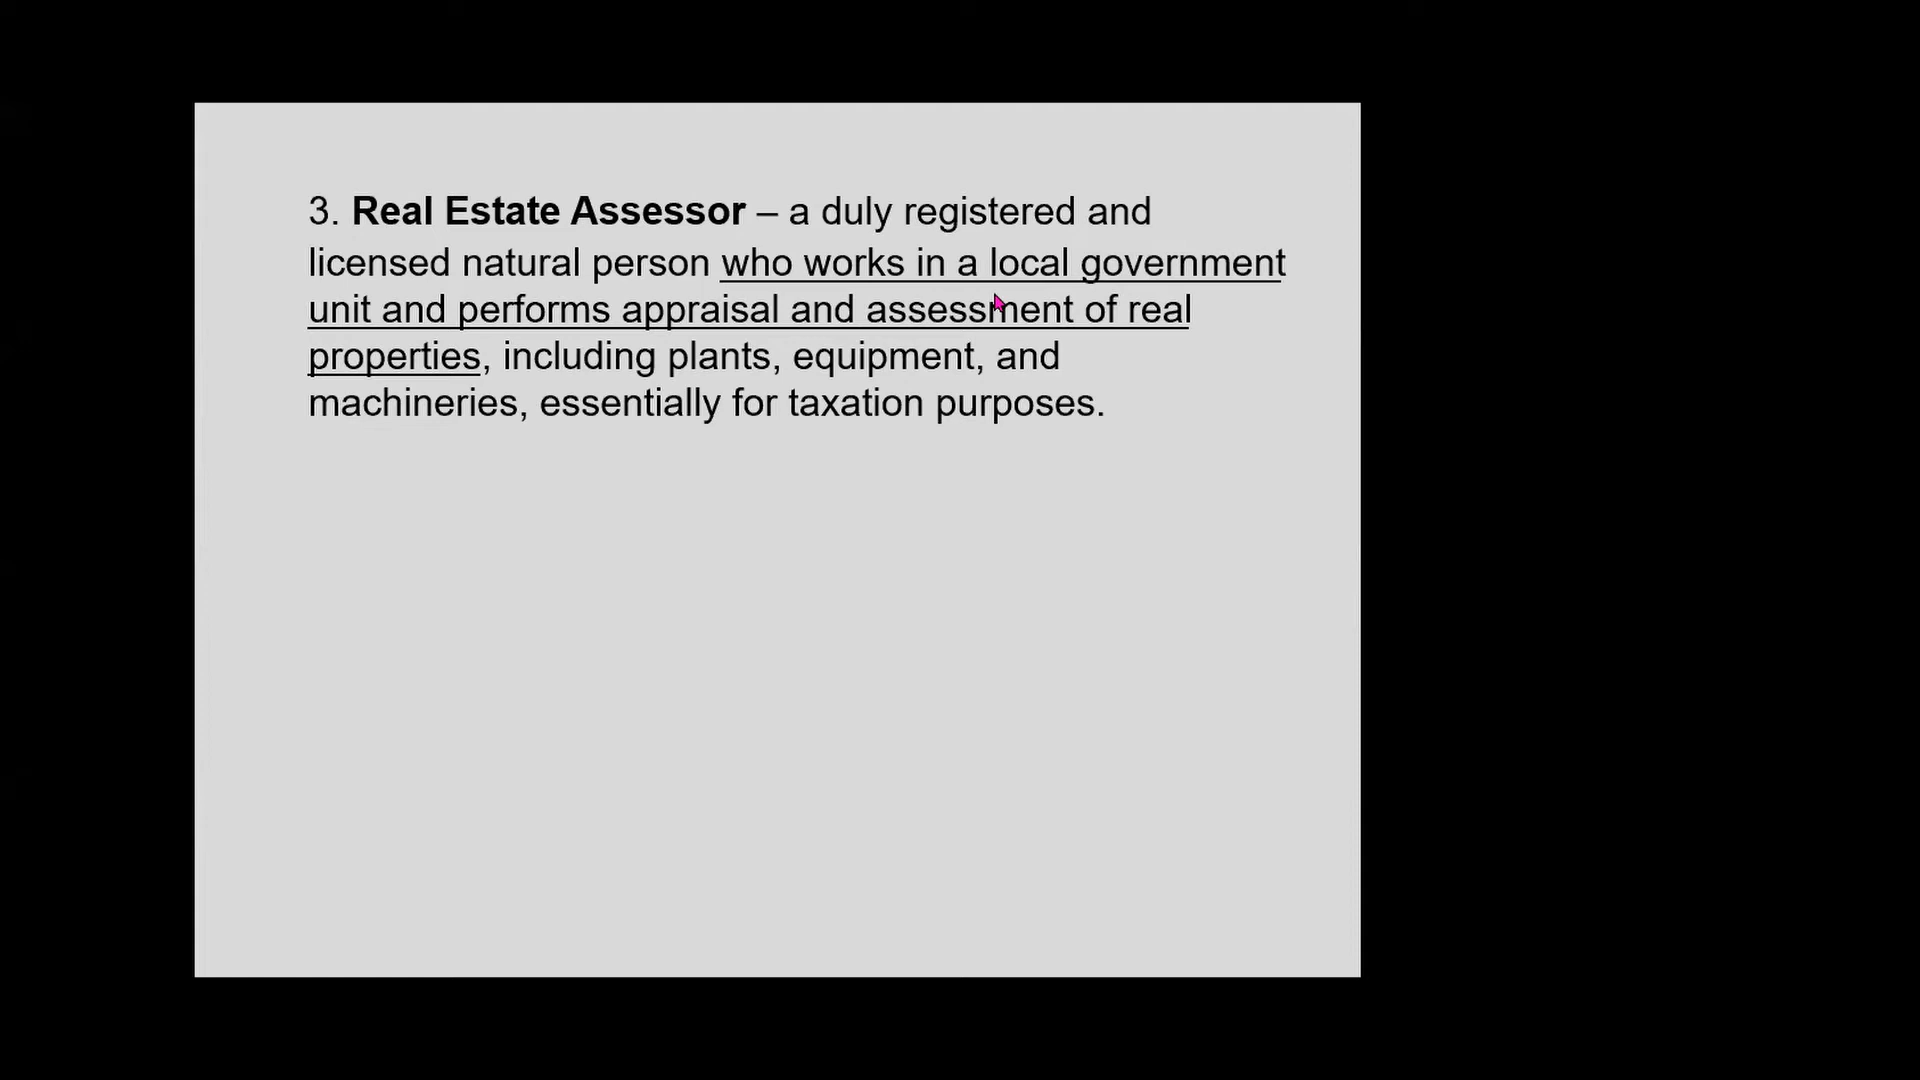 3. Real Estate Assessor – a duly registered and
licensed natural person who works in a local government
unit and performs appraisal and assessment of real
properties, including plants, equipment, and
machineries, essentially for taxation purposes.